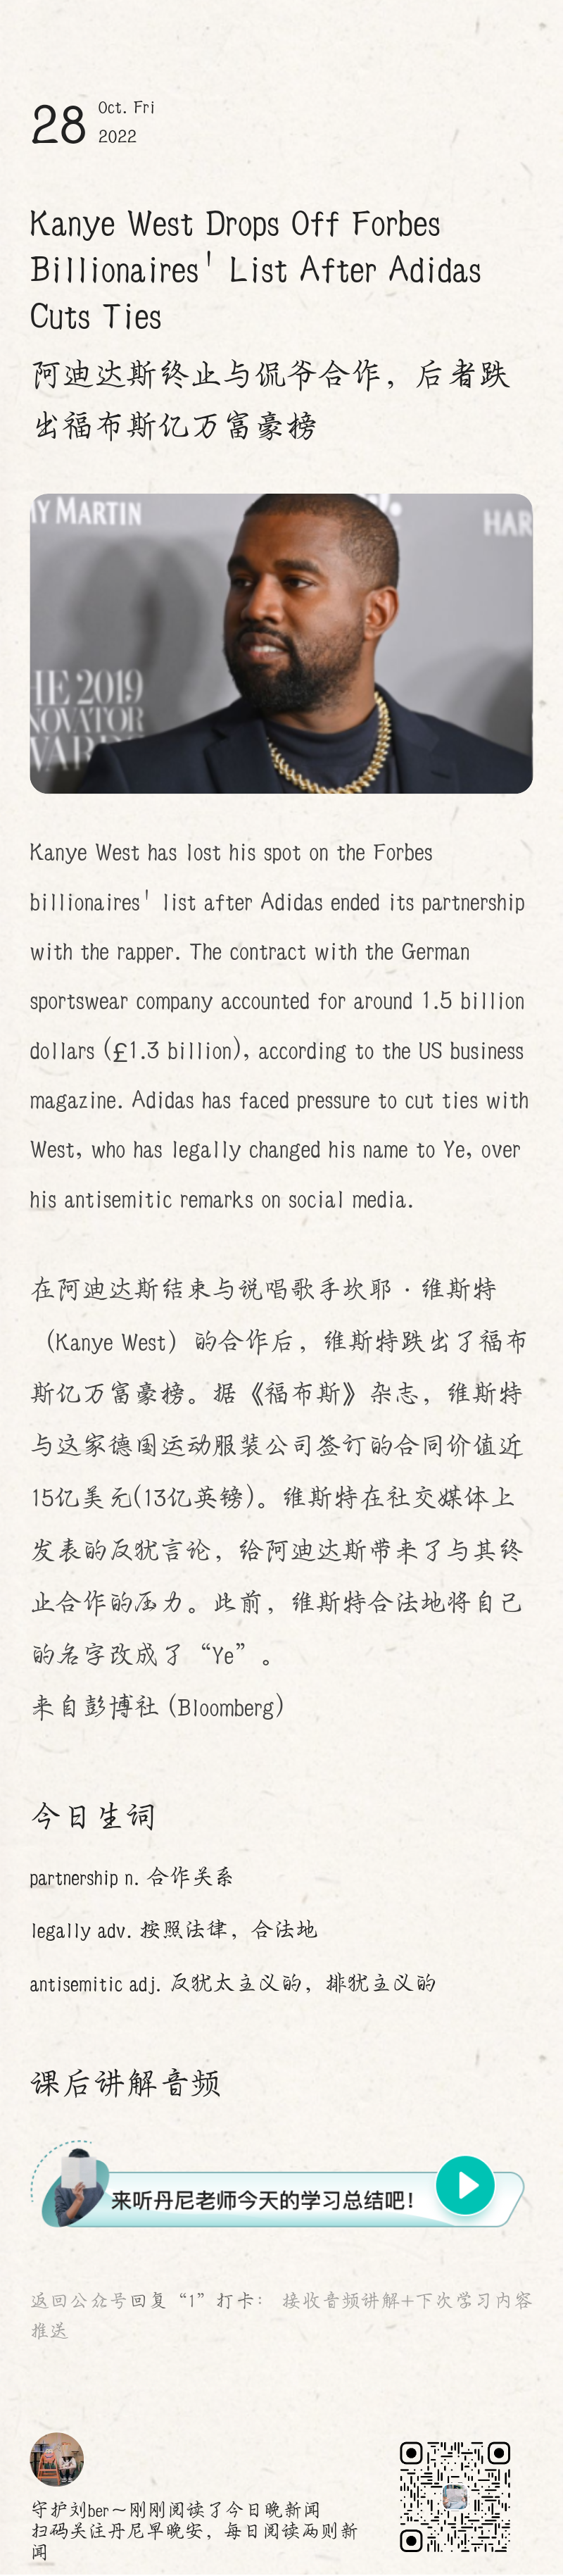 28
Oct. Fri
2022
Kanye West Drops Off Forbes
Billionaires' List After Adidas
Cuts Ties
阿迪达斯终止与侃爷合作，后者跌
出福布斯亿万富豪榜
MARTIN
HAR
HE 2019
NOVATOR
WARD
Kanye West has lost his spot on the Forbes
billionaires' list after Adidas ended its partnership
with the rapper. The contract with the German
sportswear company accounted for around 1.5 billion
dollars (£1.3 billion), according to the US business
magazine. Adidas has faced pressure to cut ties with
West, who has legally changed his name to Ye, over
his antisemitic remarks on social media.
在阿迪达斯结束与说唱歌手坎耶·维斯特
（Kanye West）的合作后，维斯特跌出了福布
斯亿万富豪榜。据《福布斯》杂志，维斯特
与这家德国运动服装公司签订的合同价值近
15亿美元(13亿英镑)。维斯特在社交媒体上
发表的反犹言论，给阿迪达斯带来了与其终
止合作的压力。此前，维斯特合法地将自己
的名字改成了“Ye”。
来自彭博社 (Bloomberg)
今日生词
partnership n. 合作关系
legally adv. 按照法律，合法地
antisemitic adj. 反犹太主义的，排犹主义的
课后讲解音频
来听丹尼老师今天的学习总结吧！
返回公众号回复“1”打卡： 接收音频讲解+下次学习内容
推送
守护刘ber～刚刚阅读了今日晚新闻
扫码关注丹尼早晚安，每日阅读两则新
闻